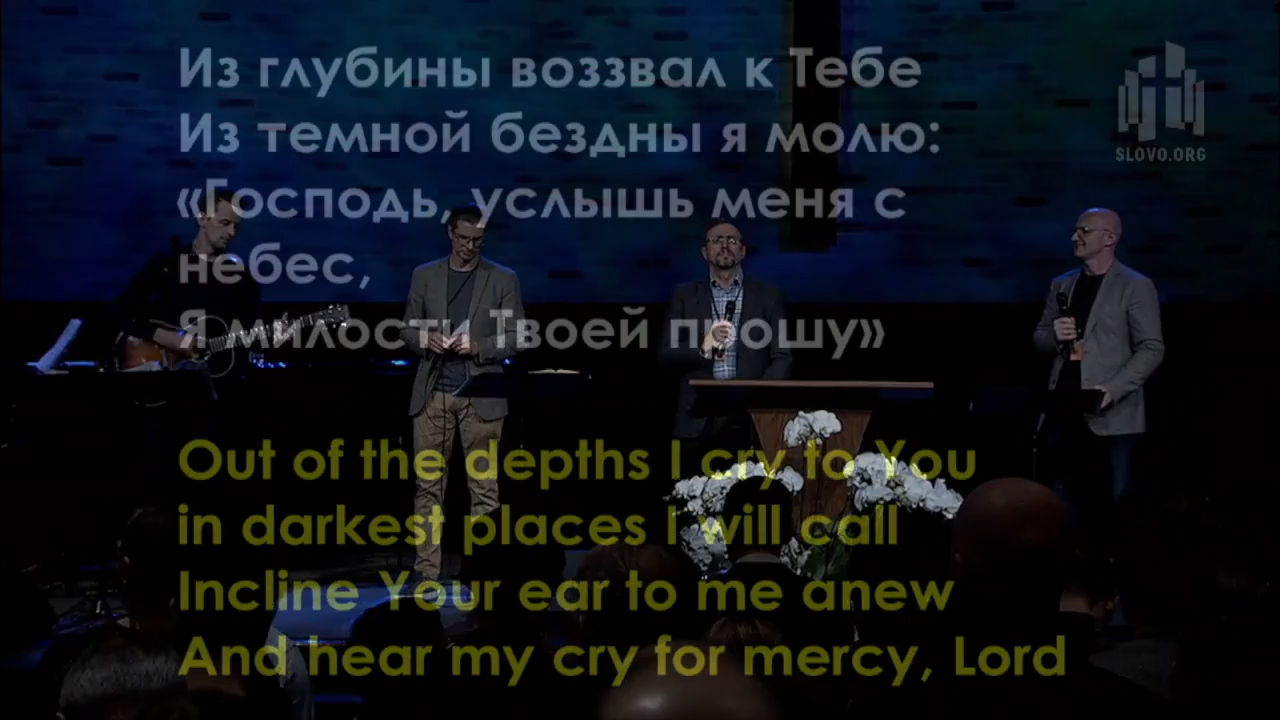 Из глубины воззвал к Тебе
Из темной бездны я молю:
«Господь, услышь меня с
небес,
Я милости Твоей прошу»
SLOVO.ORG
Out of the depths I cry to You
in darkest places I will call
Incline Your ear to me anew
And hear my cry for mercy, Lord